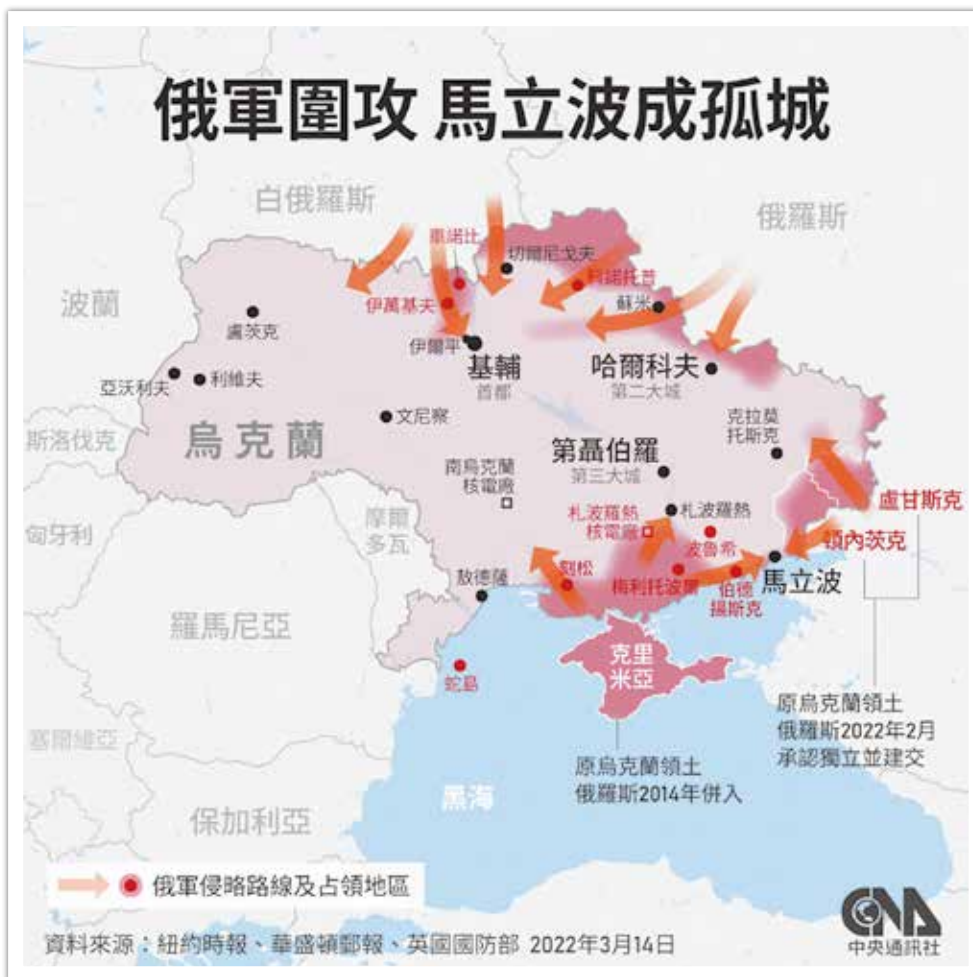 俄軍圍攻 馬立波成孤城
白俄羅斯
俄羅斯
車諾比
切爾尼戈夫
科諾托普
波蘭
伊萬基夫
蘇米
盧茨克
伊爾平
基輔
首都
哈爾科夫
第二大城
亞沃利夫
利維夫
文尼察
克拉莫
托斯克
斯洛伐克
烏克蘭
第聶伯羅
第三大城
南烏克蘭
核電廠
盧甘斯克
匈牙利
摩爾
多瓦
札波羅熱
核電廠
札波羅熱
頓內茨克
波魯希
敖德薩
刻松
梅利托波爾
伯德
揚斯克
馬立波
羅馬尼亞
克里
米亞
蛇島
塞爾維亞
原烏克蘭領土
俄羅斯2022年2月
承認獨立並建交
原烏克蘭領土
俄羅斯2014年併入
黑海
保加利亞
俄軍侵略路線及占領地區
CNA
中央通訊社
資料來源：紐約時報、華盛頓郵報、英國國防部 2022年3月14日